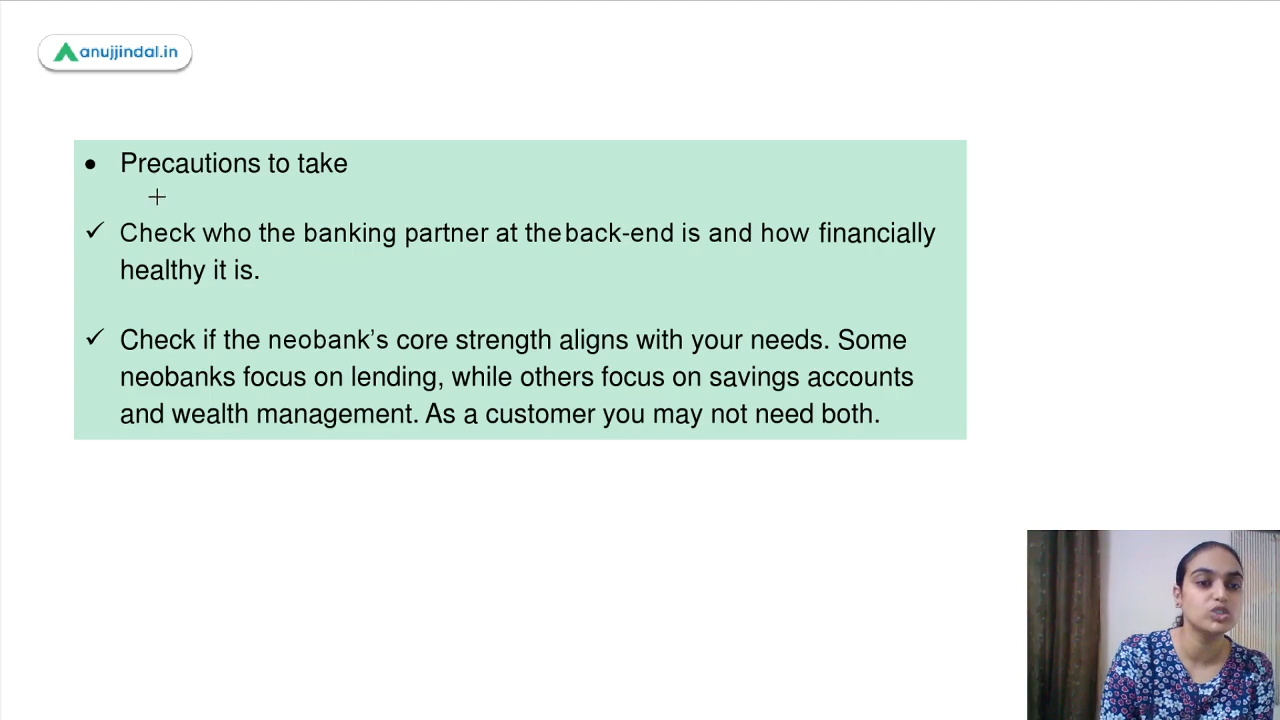 anujjindal.in
• Precautions to take
✓ Check who the banking partner at the back-end is and how financially
healthy it is.
✓ Check if the neobank’s core strength aligns with your needs. Some
neobanks focus on lending, while others focus on savings accounts
and wealth management. As a customer you may not need both.